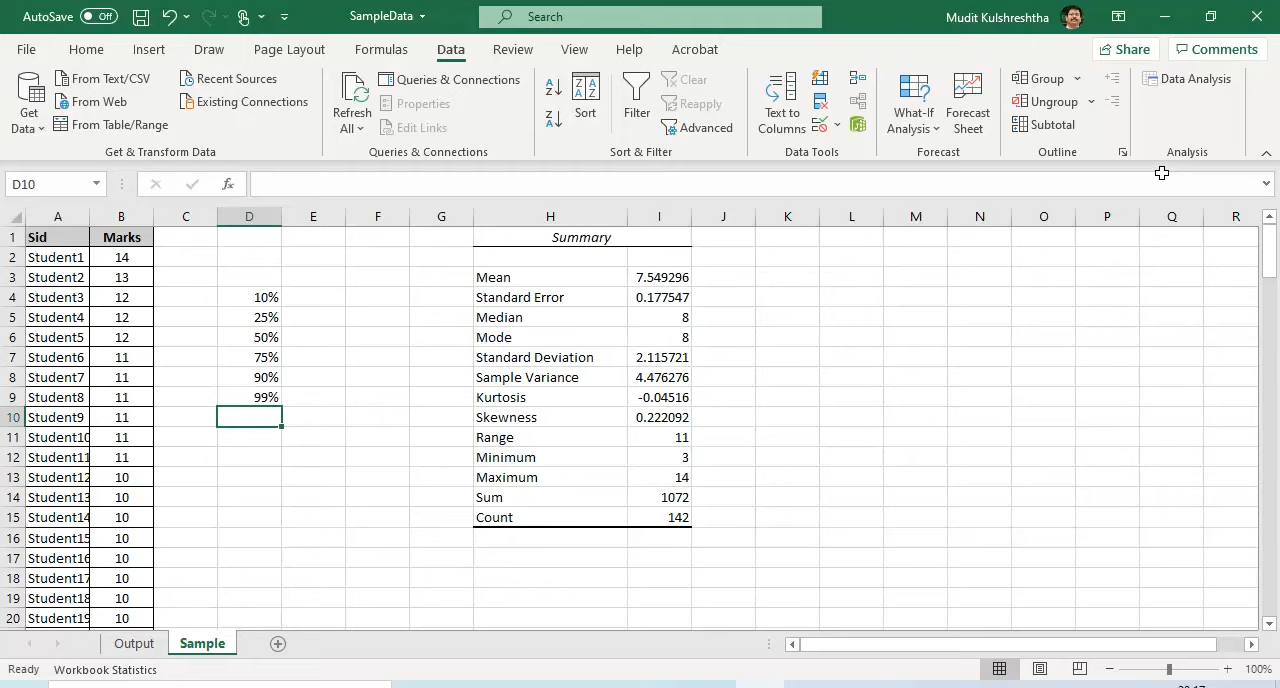 AutoSave Off SampleData Search Mudit Kulshreshtha
File Home Insert Draw Page Layout Formulas Data Review View Help Acrobat Share Comments
Get Data
From Text/CSV
From Web
From Table/Range
Recent Sources
Existing Connections
Get & Transform Data
Refresh All
Queries & Connections
Properties
Edit Links
Queries & Connections
Sort
Filter
Clear
Reapply
Advanced
Sort & Filter
Text to Columns
Data Tools
What-If Analysis
Forecast Sheet
Forecast
Group
Ungroup
Subtotal
Outline
Data Analysis
Analysis
D10 fx
A B C D E F G H I J K L M N O P Q R
1 Sid Marks Summary
2 Student1 14
3 Student2 13 Mean 7.549296
4 Student3 12 10% Standard Error 0.177547
5 Student4 12 25% Median 8
6 Student5 12 50% Mode 8
7 Student6 11 75% Standard Deviation 2.115721
8 Student7 11 90% Sample Variance 4.476276
9 Student8 11 99% Kurtosis -0.04516
10 Student9 11 Skewness 0.222092
11 Student10 11 Range 11
12 Student11 11 Minimum 3
13 Student12 10 Maximum 14
14 Student13 10 Sum 1072
15 Student14 10 Count 142
16 Student15 10
17 Student16 10
18 Student17 10
19 Student18 10
20 Student19 10
Output Sample
Ready Workbook Statistics 100%